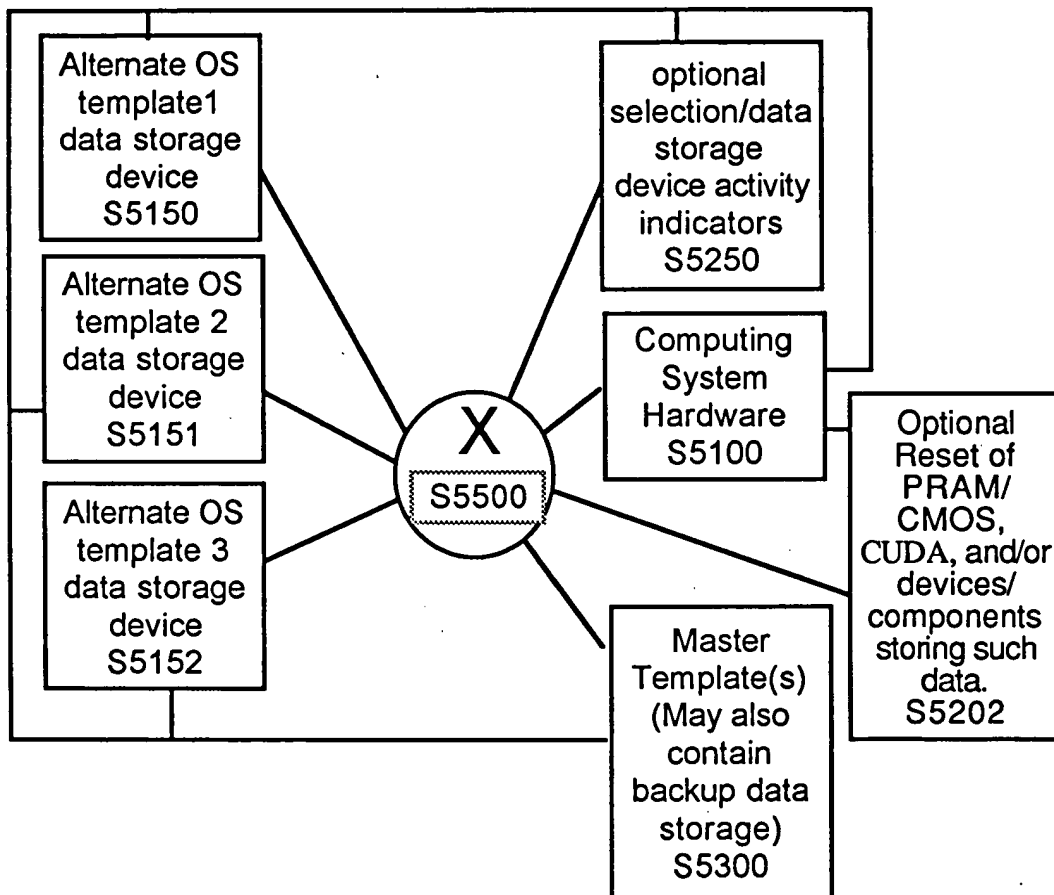 Alternate OS
template1
data storage
device
S5150
optional
selection/data
storage
device activity
indicators
S5250
Alternate OS
template 2
data storage
device
S5151
Computing
System
Hardware
S5100
X
S5500
Optional
Reset of
PRAM/
CMOS,
CUDA, and/or
devices/
components
storing such
data.
S5202
Alternate OS
template 3
data storage
device
S5152
Master
Template(s)
(May also
contain
backup data
storage)
S5300